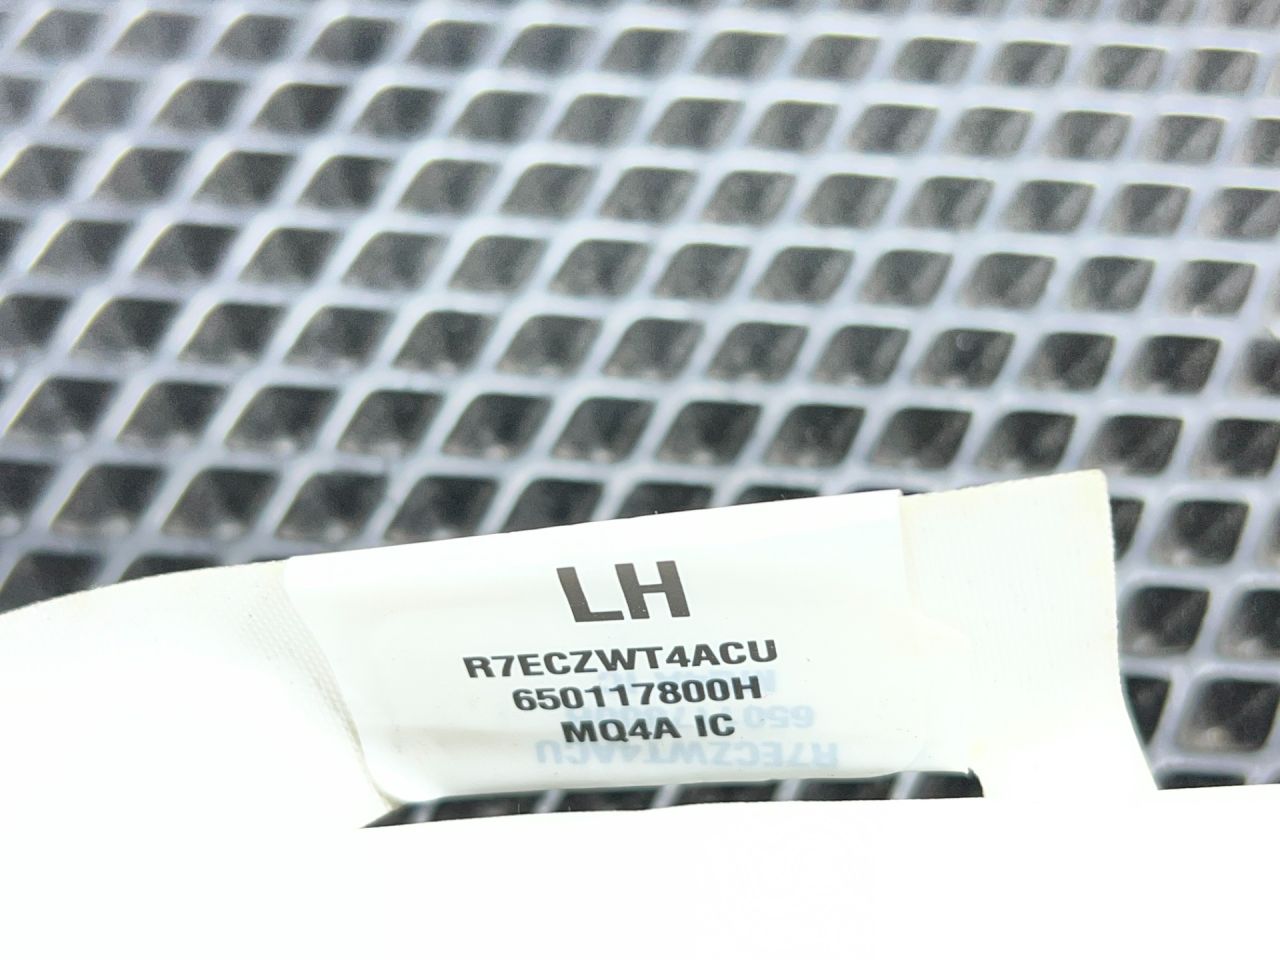 LH
R7ECZWT4ACU
650117800H
MQ4A IC